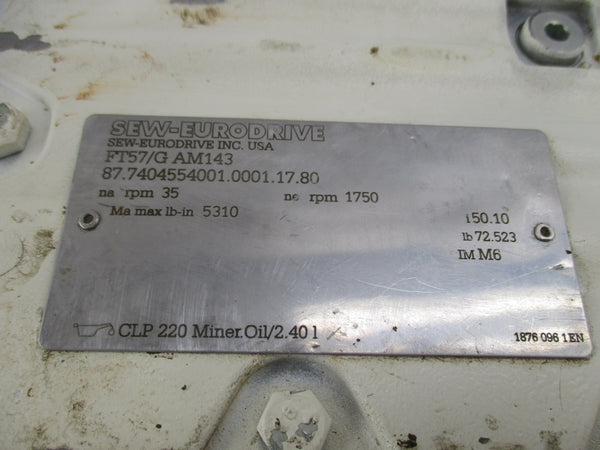 SEW-EURODRIVE
SEW-EURODRIVE INC. USA
FT57/G AM143
87.7404554001.0001.17.80
na rpm 35 ne rpm 1750
Ma max lb-in 5310
i 50.10
lb 72.523
IM M6
CLP 220 Miner.Oil/2.40 l
1876 096 1 EN